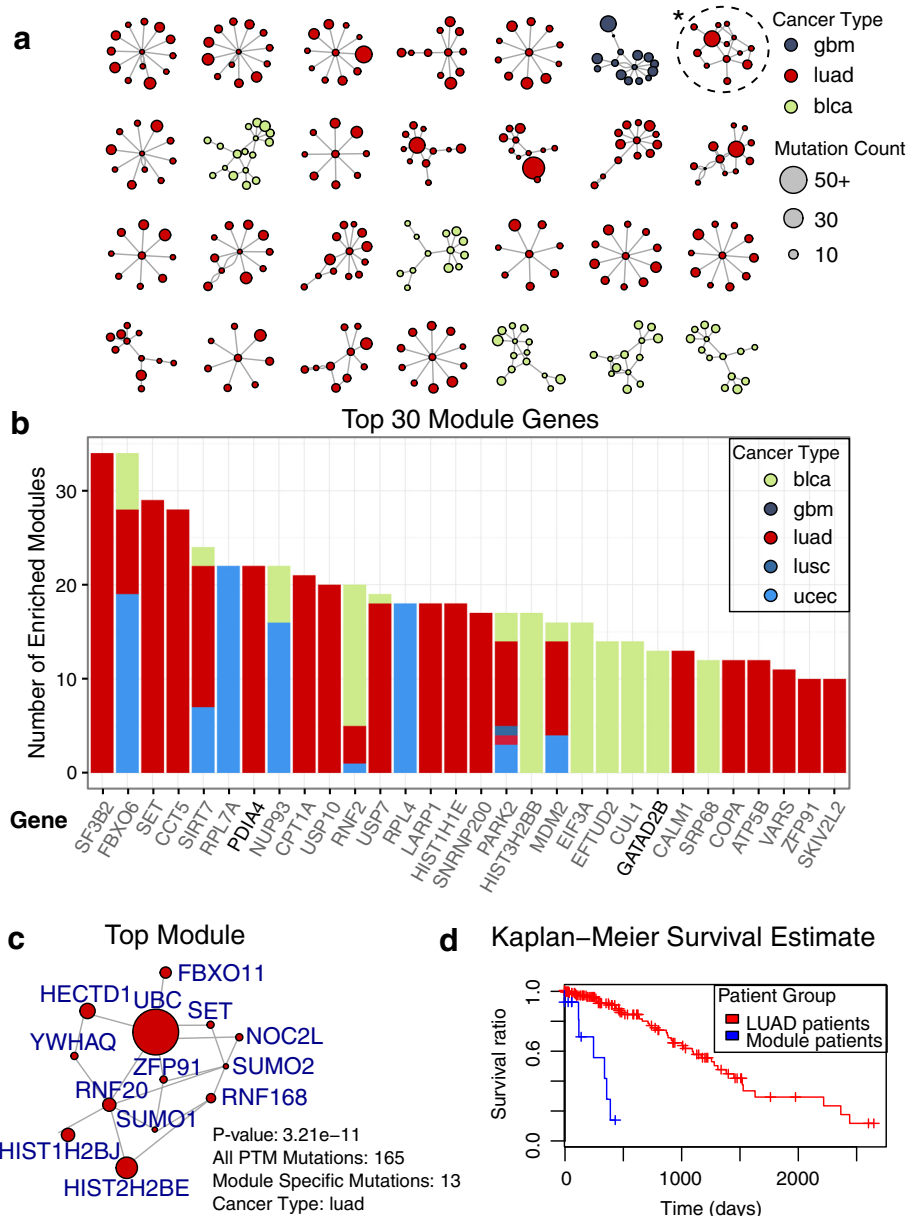 a
*
Cancer Type
gbm
luad
blca
Mutation Count
50+
30
10
b
Top 30 Module Genes
Number of Enriched Modules
30
20
10
0
Cancer Type
blca
gbm
luad
lusc
ucec
Gene
SF3B2
FBXO6
SET
CCT5
SIRT7
RPL7A
PDIA4
NUP93
CPT1A
USP10
RNF2
USP7
RPL4
LARP1
HIST1H1E
SNRNP200
PARK2
HIST3H2BB
MDM2
EIF3A
EFTUD2
CUL1
GATAD2B
CALM1
SRP68
COPA
ATP5B
VARS
ZFP91
SKIV2L2
c
Top Module
FBXO11
HECTD1
UBC
SET
YWHAQ
NOC2L
ZFP91
SUMO2
RNF20
RNF168
SUMO1
HIST1H2BJ
HIST2H2BE
P-value: 3.21e−11
All PTM Mutations: 165
Module Specific Mutations: 13
Cancer Type: luad
d
Kaplan−Meier Survival Estimate
Survival ratio
1.0
0.6
0.0
Patient Group
LUAD patients
Module patients
0
1000
2000
Time (days)